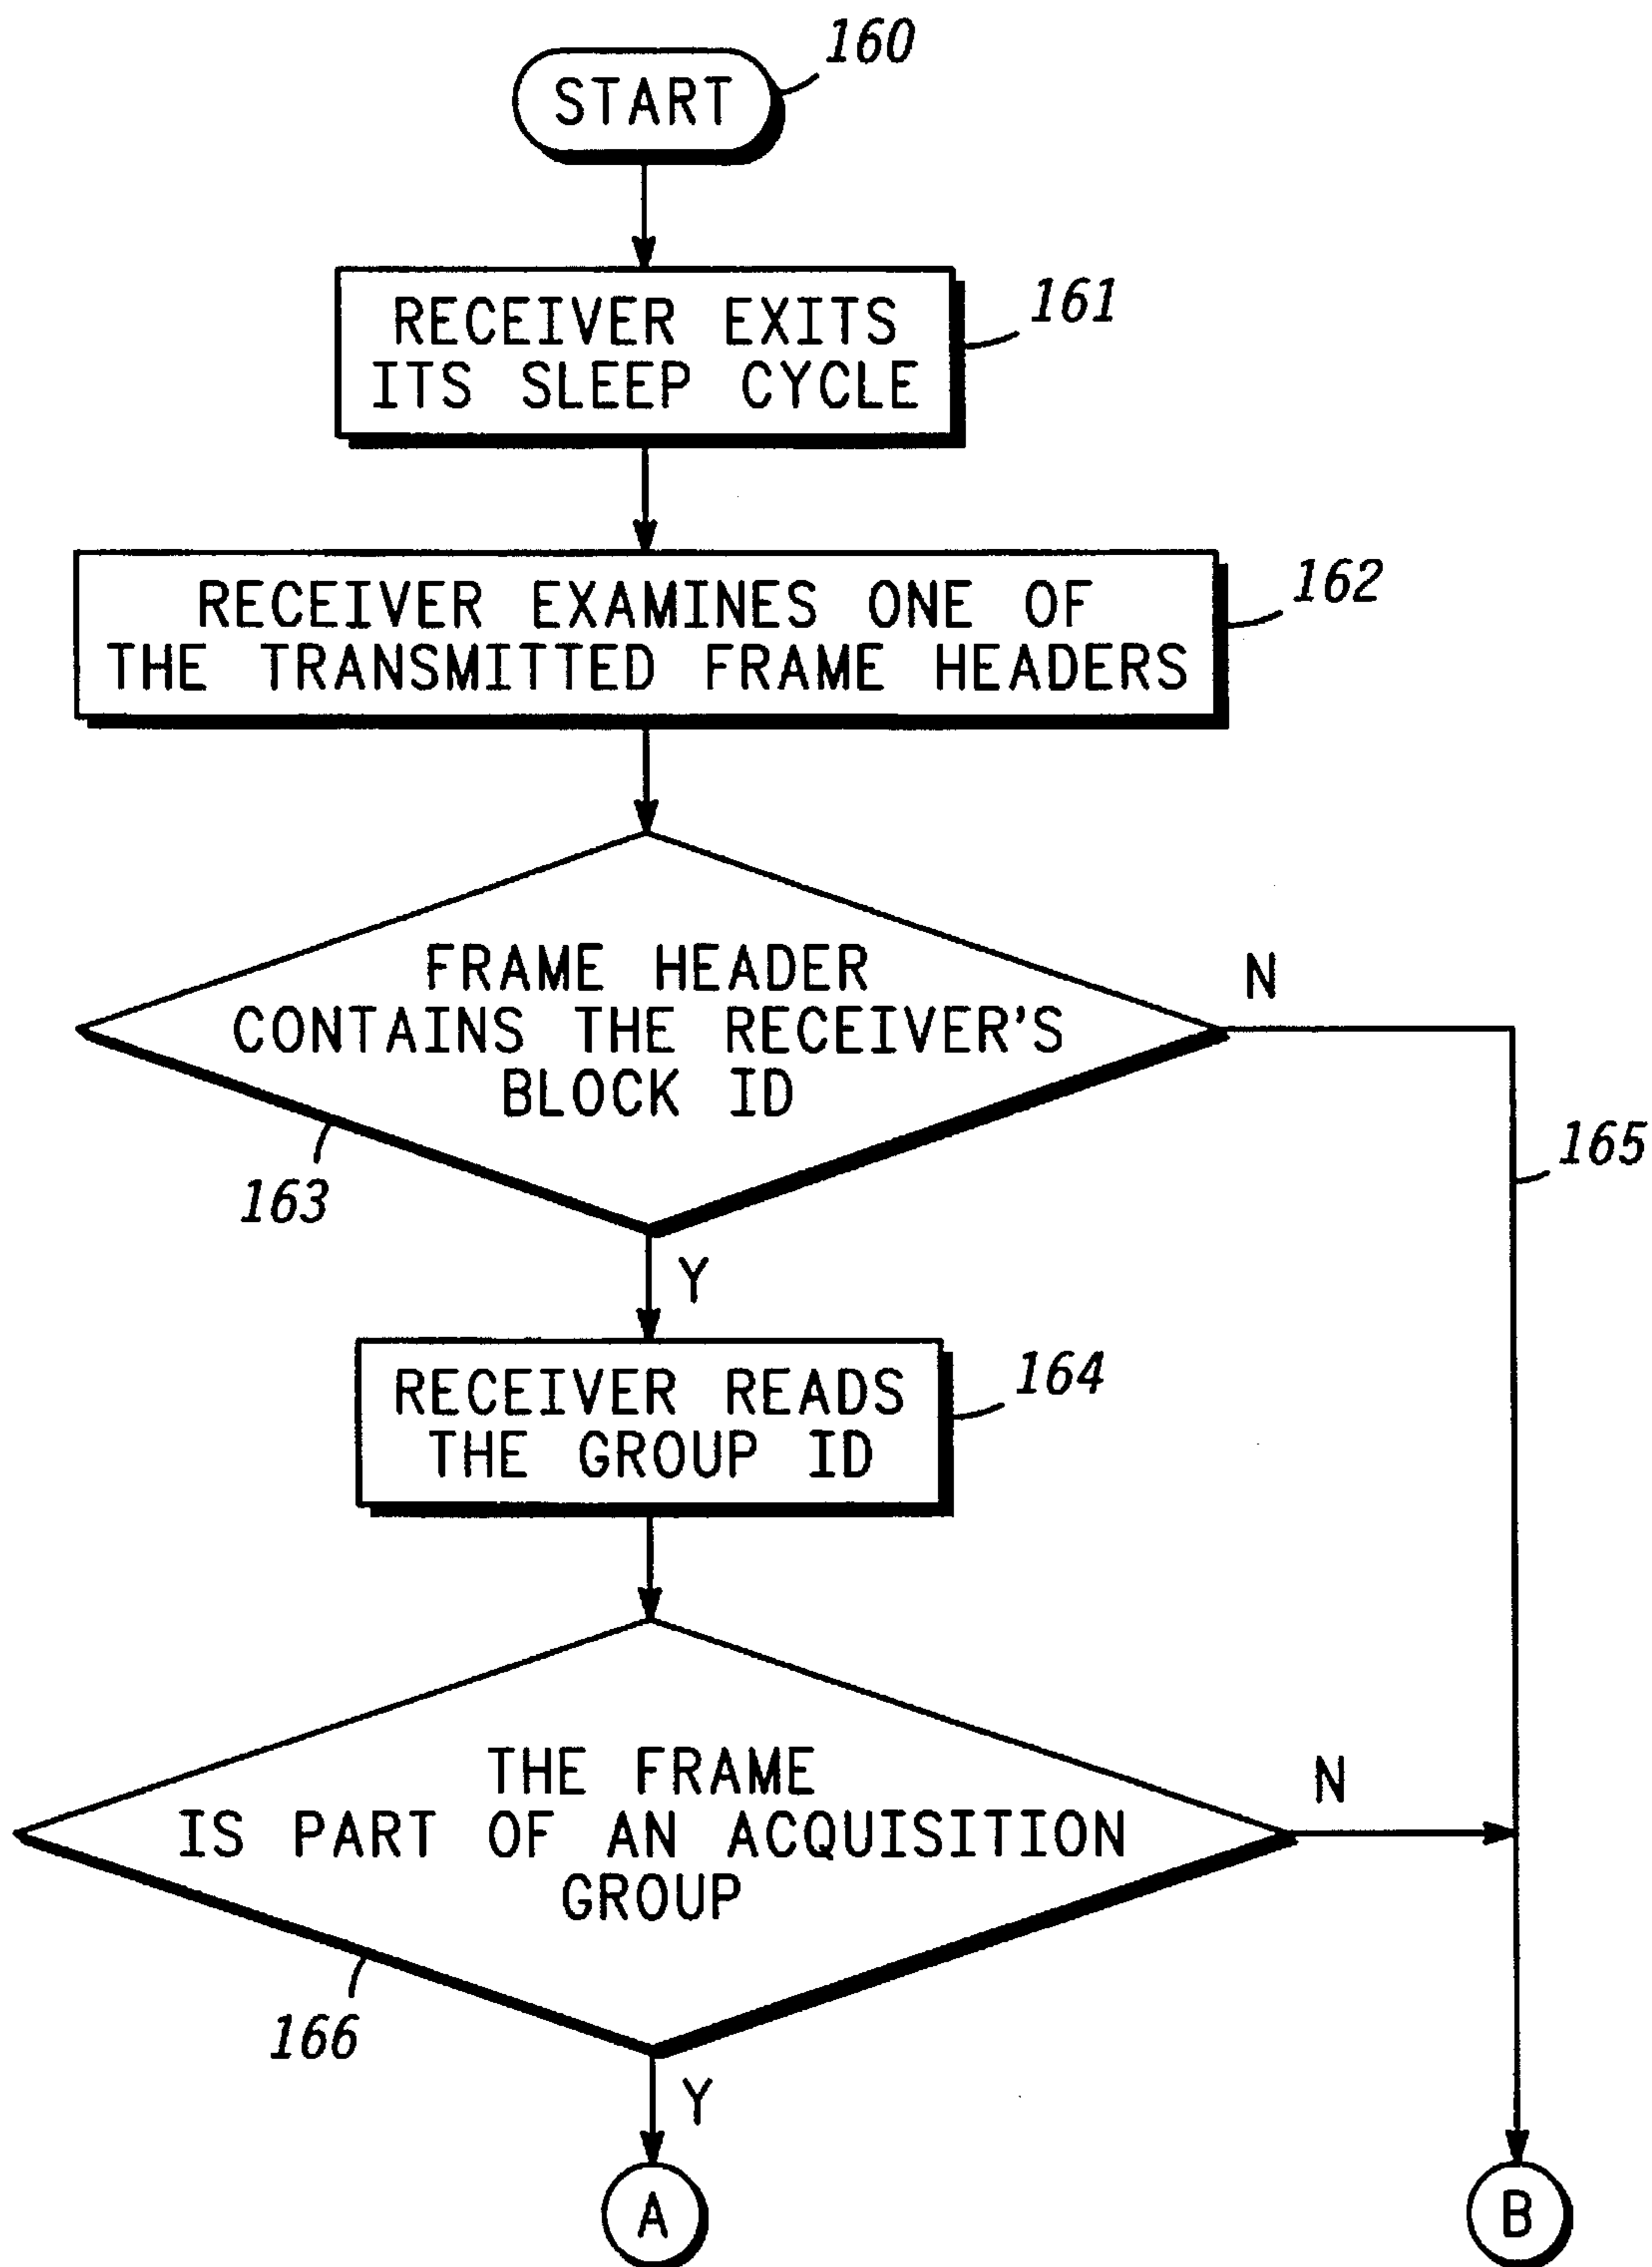 START
160
RECEIVER EXITS
ITS SLEEP CYCLE
161
RECEIVER EXAMINES ONE OF
THE TRANSMITTED FRAME HEADERS
162
FRAME HEADER
CONTAINS THE RECEIVER'S
BLOCK ID
N
163
165
Y
RECEIVER READS
THE GROUP ID
164
THE FRAME
IS PART OF AN ACQUISITION
GROUP
N
166
Y
A
B